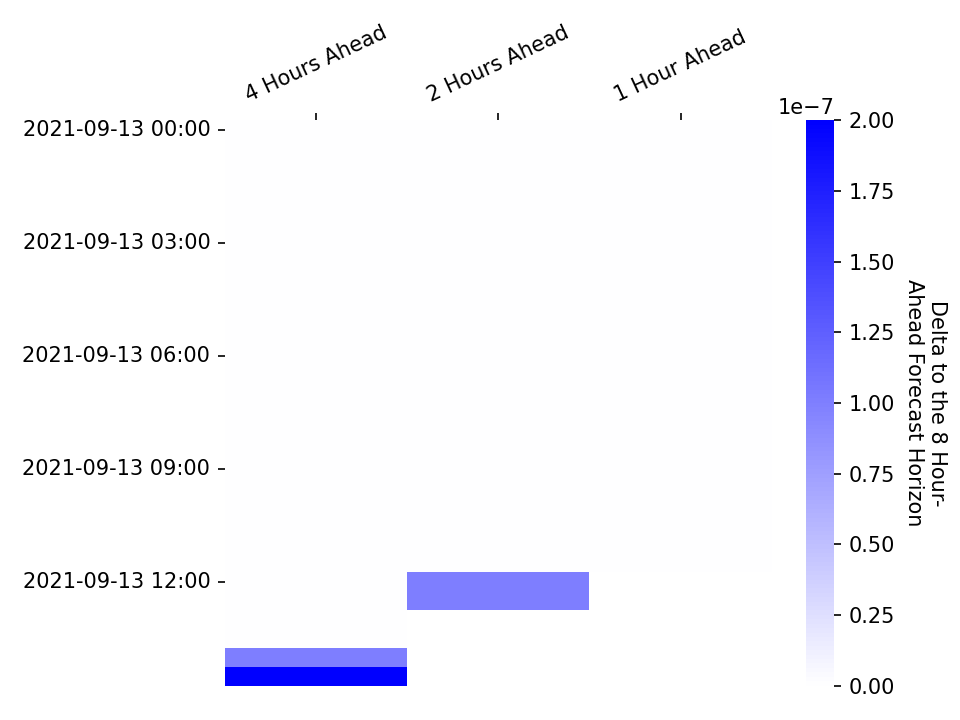 4 Hours Ahead
2 Hours Ahead
1 Hour Ahead
2021-09-13 00:00
2021-09-13 03:00
2021-09-13 06:00
2021-09-13 09:00
2021-09-13 12:00
1e−7
2.00
1.75
1.50
1.25
1.00
0.75
0.50
0.25
0.00
Delta to the 8 Hour-
Ahead Forecast Horizon